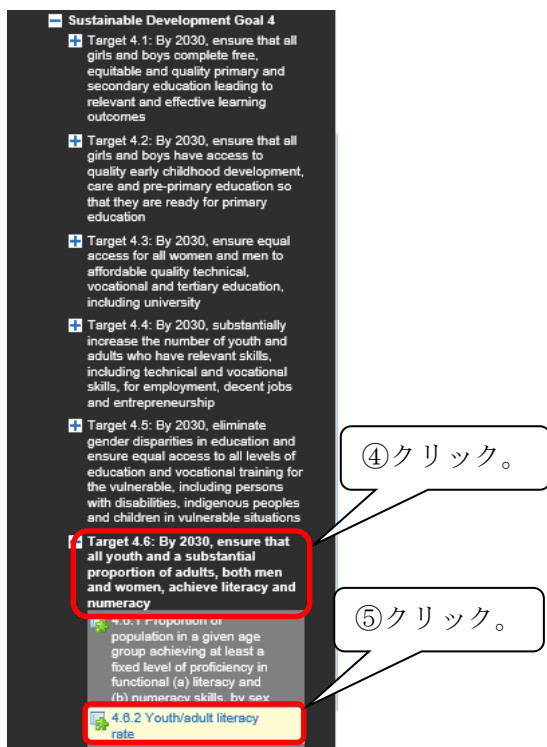 Sustainable Development Goal 4
Target 4.1: By 2030, ensure that all
girls and boys complete free,
equitable and quality primary and
secondary education leading to
relevant and effective learning
outcomes
Target 4.2: By 2030, ensure that all
girls and boys have access to
quality early childhood development,
care and pre-primary education so
that they are ready for primary
education
Target 4.3: By 2030, ensure equal
access for all women and men to
affordable quality technical,
vocational and tertiary education,
including university
Target 4.4: By 2030, substantially
increase the number of youth and
adults who have relevant skills,
including technical and vocational
skills, for employment, decent jobs
and entrepreneurship
Target 4.5: By 2030, eliminate
gender disparities in education and
ensure equal access to all levels of
education and vocational training for
the vulnerable, including persons
with disabilities, indigenous peoples
and children in vulnerable situations
Target 4.6: By 2030, ensure that
all youth and a substantial
proportion of adults, both men
and women, achieve literacy and
numeracy
4.6.1 Proportion of
population in a given age
group achieving at least a
fixed level of proficiency in
functional (a) literacy and
(b) numeracy skills, by sex
4.6.2 Youth/adult literacy
rate
④クリック。
⑤クリック。